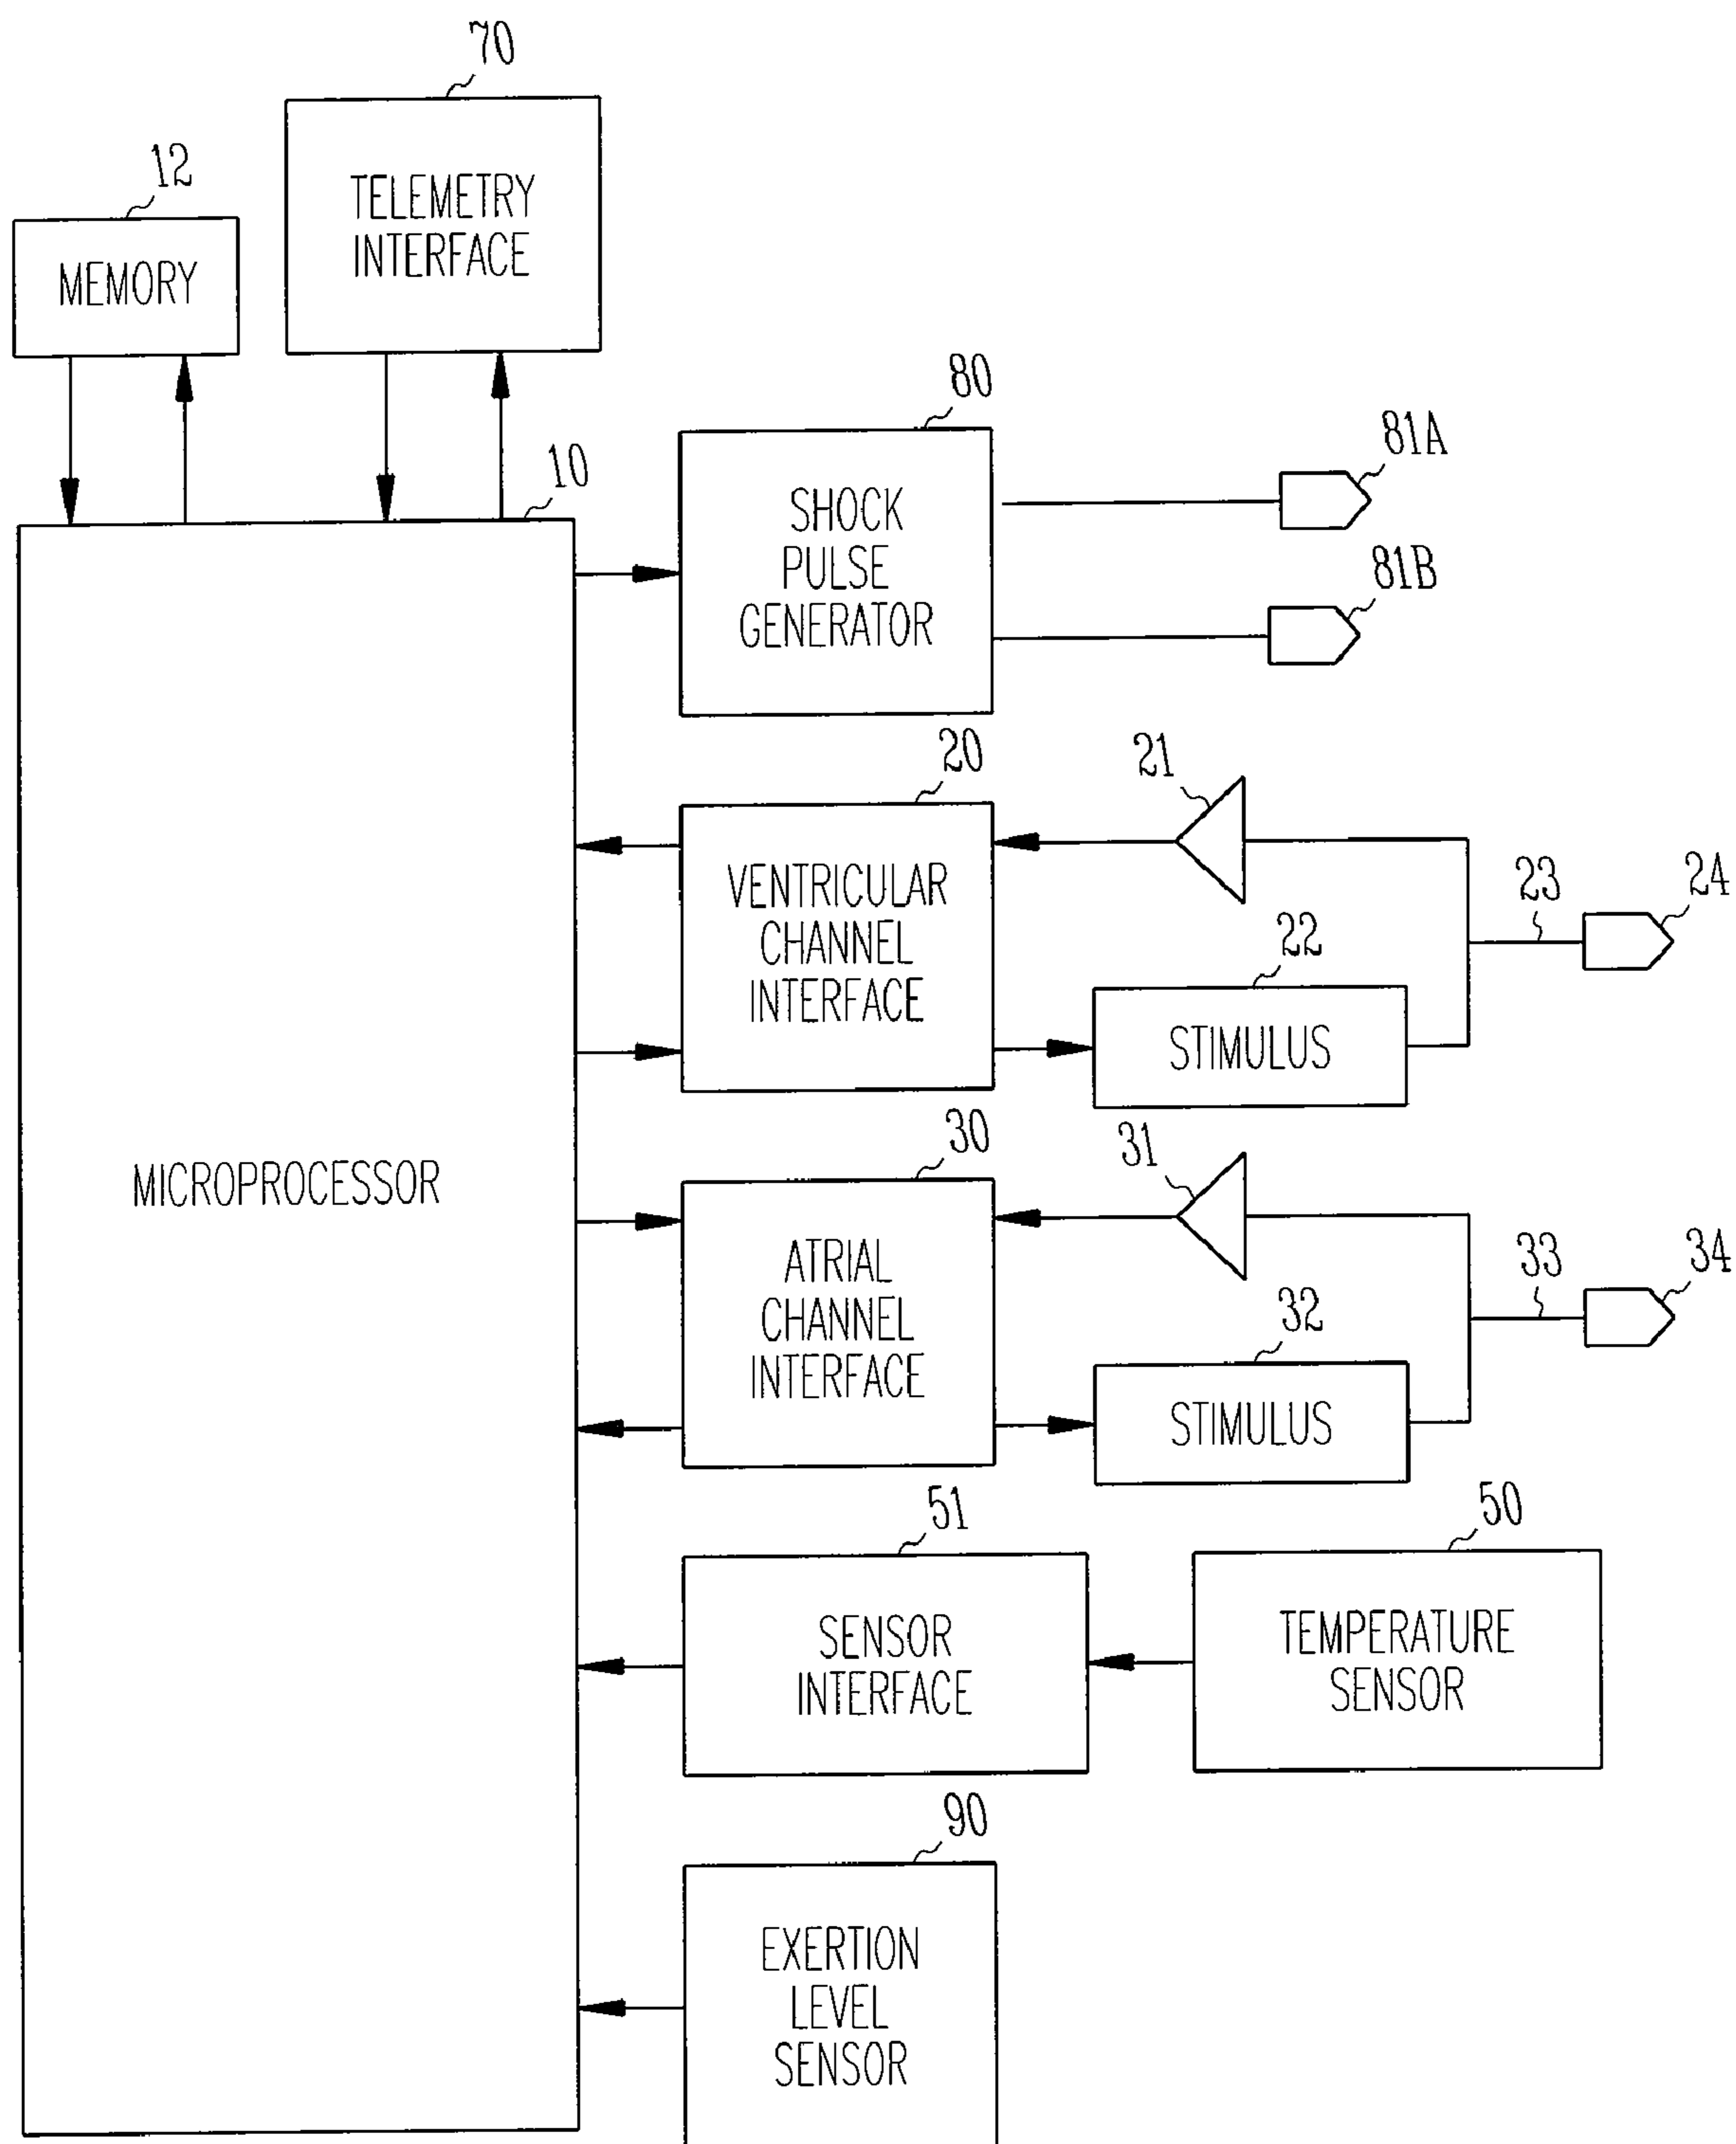 70
12
TELEMETRY
INTERFACE
MEMORY
80
81A
10
SHOCK
PULSE
GENERATOR
81B
20
21
VENTRICULAR
CHANNEL
INTERFACE
23
24
22
STIMULUS
MICROPROCESSOR
30
31
ATRIAL
CHANNEL
INTERFACE
33
34
32
STIMULUS
51
50
SENSOR
INTERFACE
TEMPERATURE
SENSOR
90
EXERTION
LEVEL
SENSOR